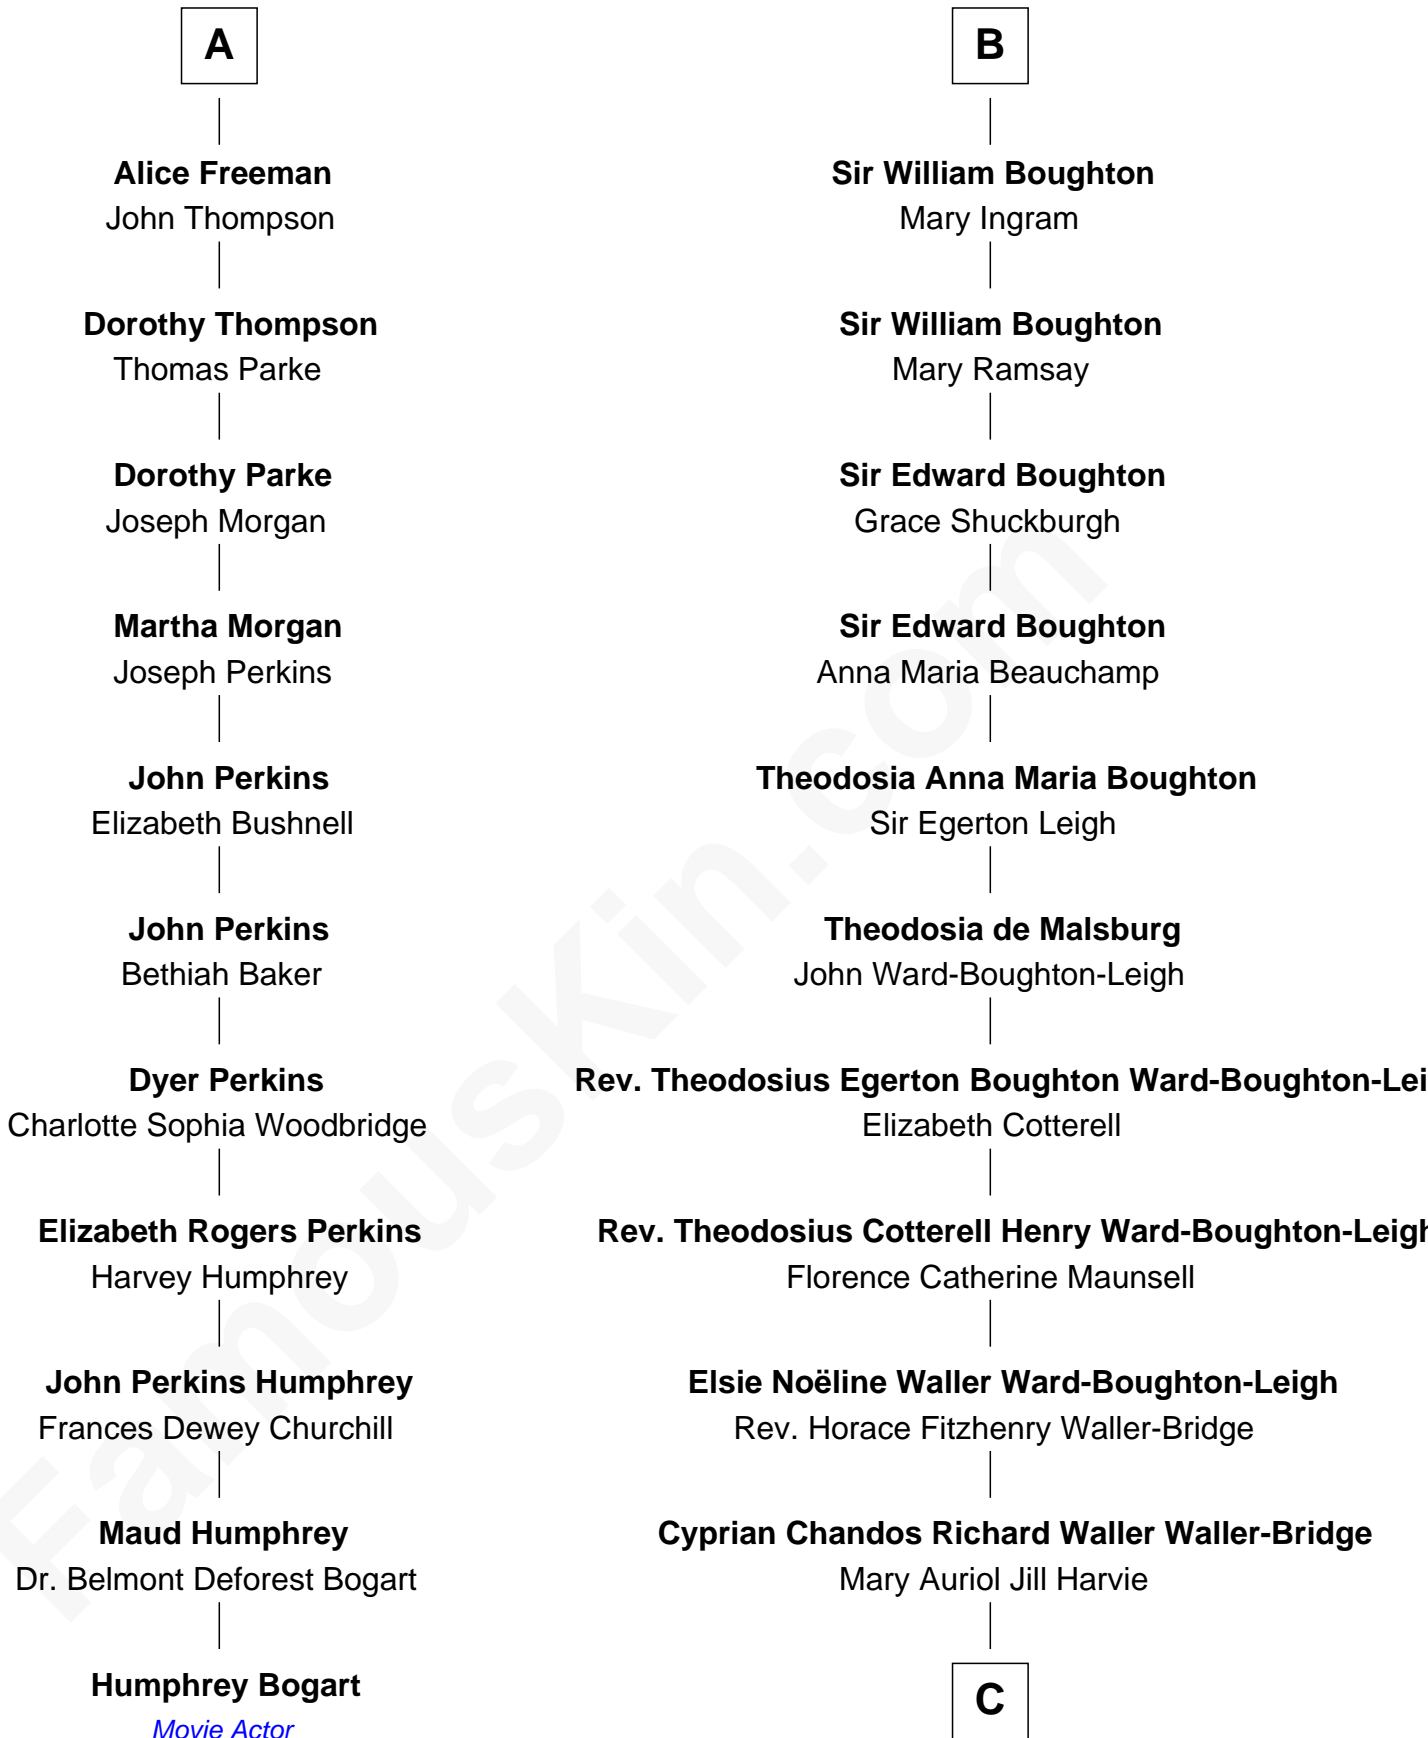 A
Alice Freeman
John Thompson
Dorothy Thompson
Thomas Parke
Dorothy Parke
Joseph Morgan
Martha Morgan
Joseph Perkins
John Perkins
Elizabeth Bushnell
John Perkins
Bethiah Baker
Dyer Perkins
Charlotte Sophia Woodbridge
Elizabeth Rogers Perkins
Harvey Humphrey
John Perkins Humphrey
Frances Dewey Churchill
Maud Humphrey
Dr. Belmont Deforest Bogart
Humphrey Bogart
Movie Actor
B
Sir William Boughton
Mary Ingram
Sir William Boughton
Mary Ramsay
Sir Edward Boughton
Grace Shuckburgh
Sir Edward Boughton
Anna Maria Beauchamp
Theodosia Anna Maria Boughton
Sir Egerton Leigh
Theodosia de Malsburg
John Ward-Boughton-Leigh
Rev. Theodosius Egerton Boughton Ward-Boughton-Lei
Elizabeth Cotterell
Rev. Theodosius Cotterell Henry Ward-Boughton-Leigh
Florence Catherine Maunsell
Elsie Noëline Waller Ward-Boughton-Leigh
Rev. Horace Fitzhenry Waller-Bridge
Cyprian Chandos Richard Waller Waller-Bridge
Mary Auriol Jill Harvie
C
FamousKin.com